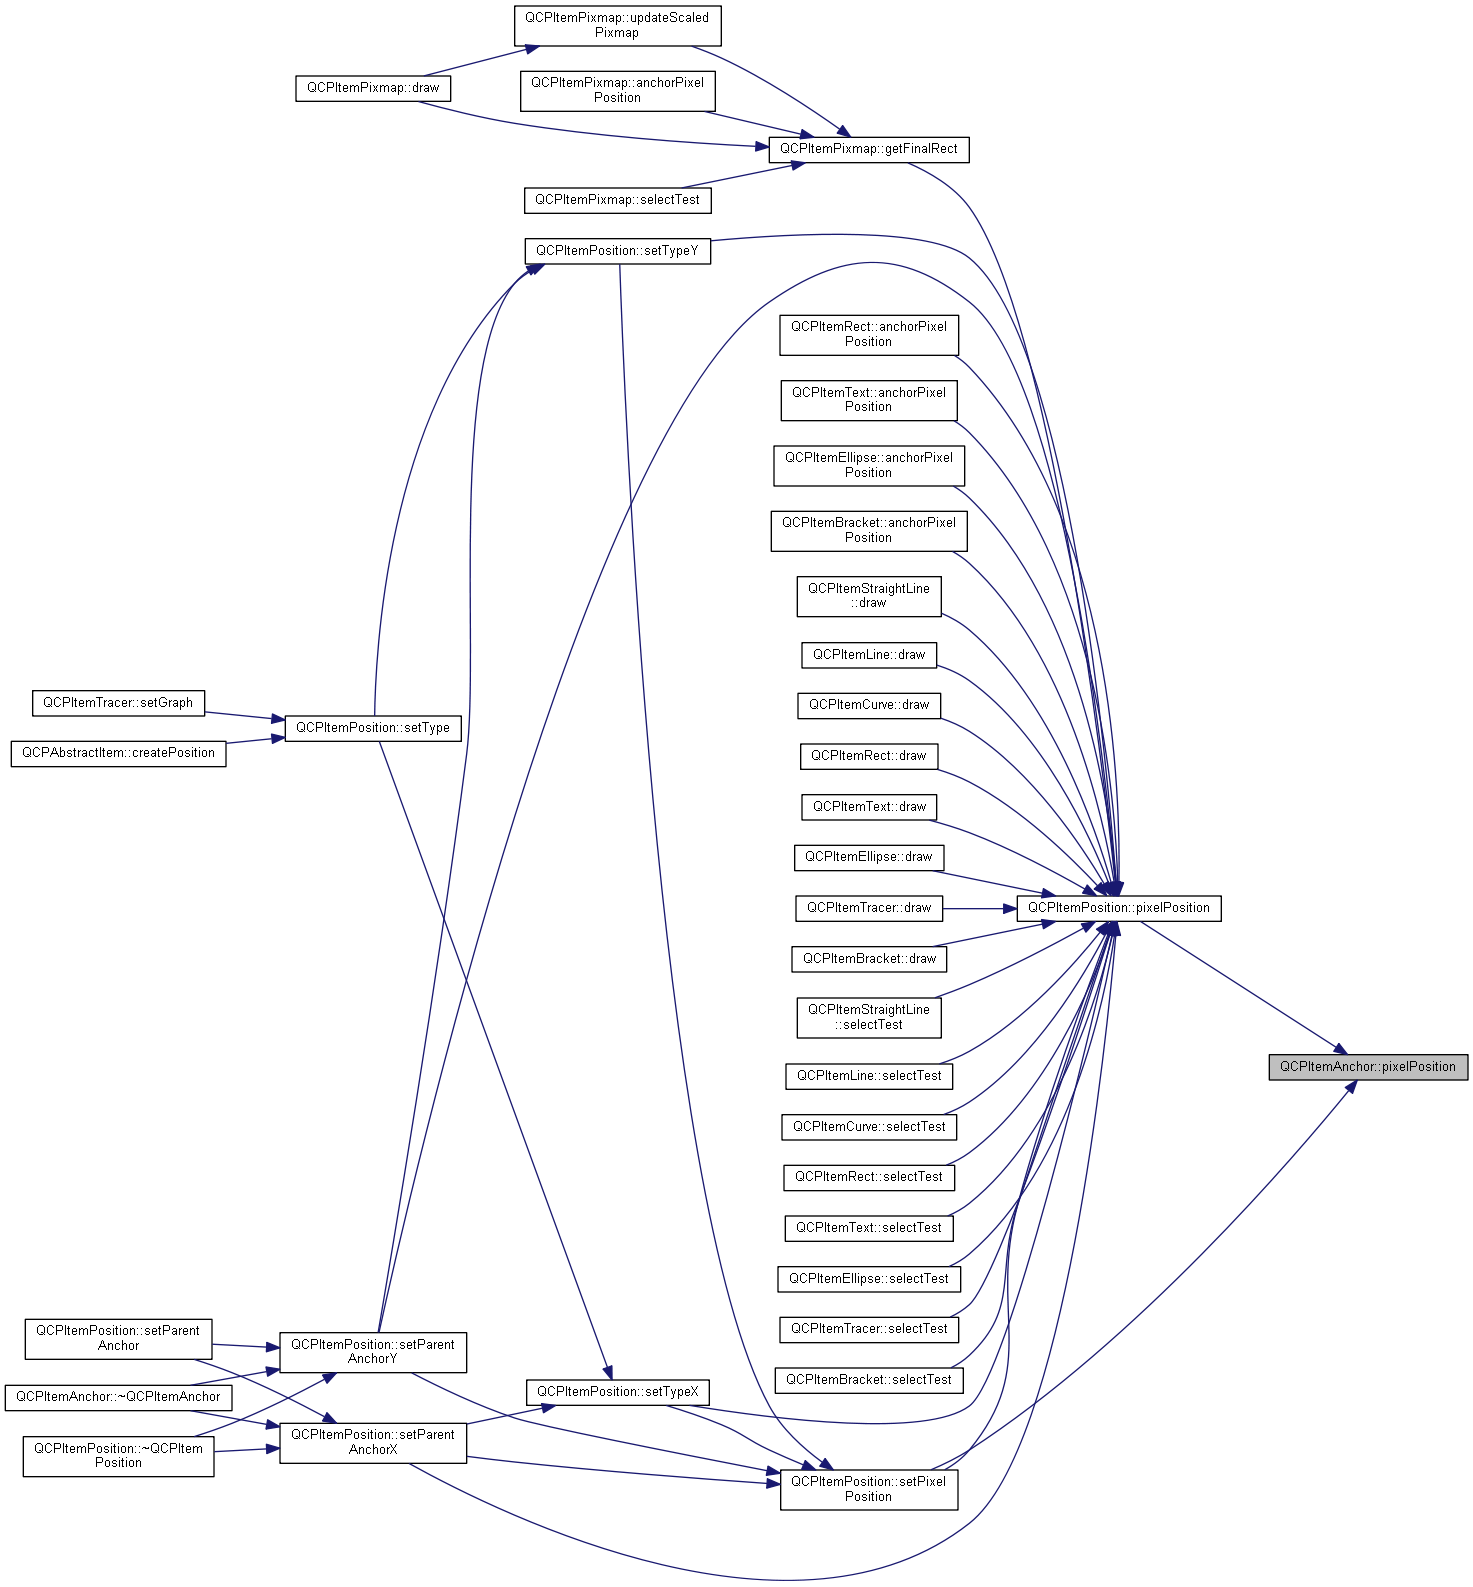 QCPItemPixmap::updateScaled
Pixmap
QCPItemPixmap::draw
QCPItemPixmap::anchorPixel
Position
QCPItemPixmap::getFinalRect
QCPItemPixmap::selectTest
QCPItemPosition::setTypeY
QCPItemRect::anchorPixel
Position
QCPItemText::anchorPixel
Position
QCPItemEllipse::anchorPixel
Position
QCPItemBracket::anchorPixel
Position
QCPItemStraightLine
::draw
QCPItemLine::draw
QCPItemTracer::setGraph
QCPItemPosition::setType
QCPAbstractItem::createPosition
QCPItemCurve::draw
QCPItemRect::draw
QCPItemText::draw
QCPItemEllipse::draw
QCPItemTracer::draw
QCPItemPosition::pixelPosition
QCPItemBracket::draw
QCPItemStraightLine
::selectTest
QCPItemAnchor::pixelPosition
QCPItemLine::selectTest
QCPItemCurve::selectTest
QCPItemRect::selectTest
QCPItemText::selectTest
QCPItemEllipse::selectTest
QCPItemTracer::selectTest
QCPItemBracket::selectTest
QCPItemPosition::setParent
Anchor
QCPItemPosition::setParent
AnchorY
QCPItemAnchor::~QCPItemAnchor
QCPItemPosition::setTypeX
QCPItemPosition::~QCPItem
Position
QCPItemPosition::setParent
AnchorX
QCPItemPosition::setPixel
Position